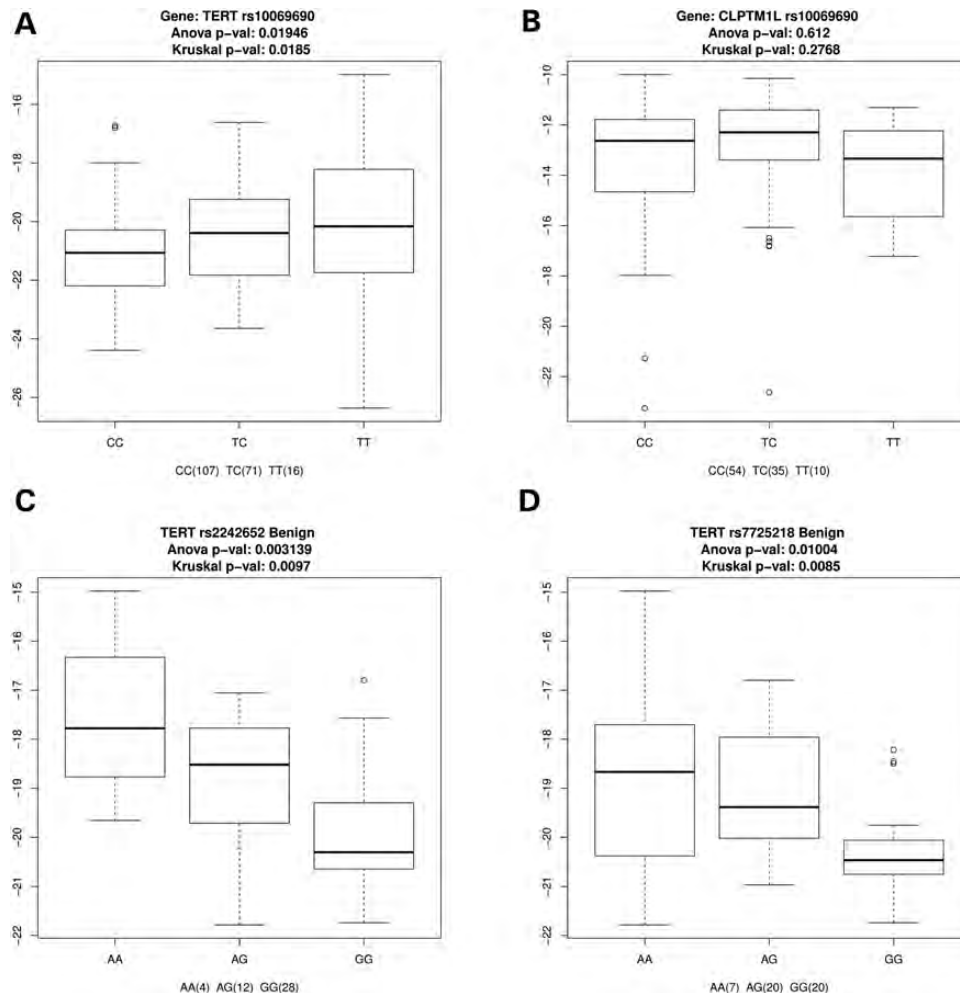 A
Gene: TERT rs10069690
Anova p-val: 0.01946
Kruskal p-val: 0.0185
-16
-18
-20
-22
-24
-26
CC TC TT
CC(107) TC(71) TT(16)
B
Gene: CLPTM1L rs10069690
Anova p-val: 0.612
Kruskal p-val: 0.2768
-10
-12
-14
-16
-18
-20
-22
CC TC TT
CC(54) TC(35) TT(10)
C
TERT rs2242652 Benign
Anova p-val: 0.003139
Kruskal p-val: 0.0097
-15
-16
-17
-18
-19
-20
-21
-22
AA AG GG
AA(4) AG(12) GG(28)
D
TERT rs7725218 Benign
Anova p-val: 0.01004
Kruskal p-val: 0.0085
-15
-16
-17
-18
-19
-20
-21
-22
AA AG GG
AA(7) AG(20) GG(20)